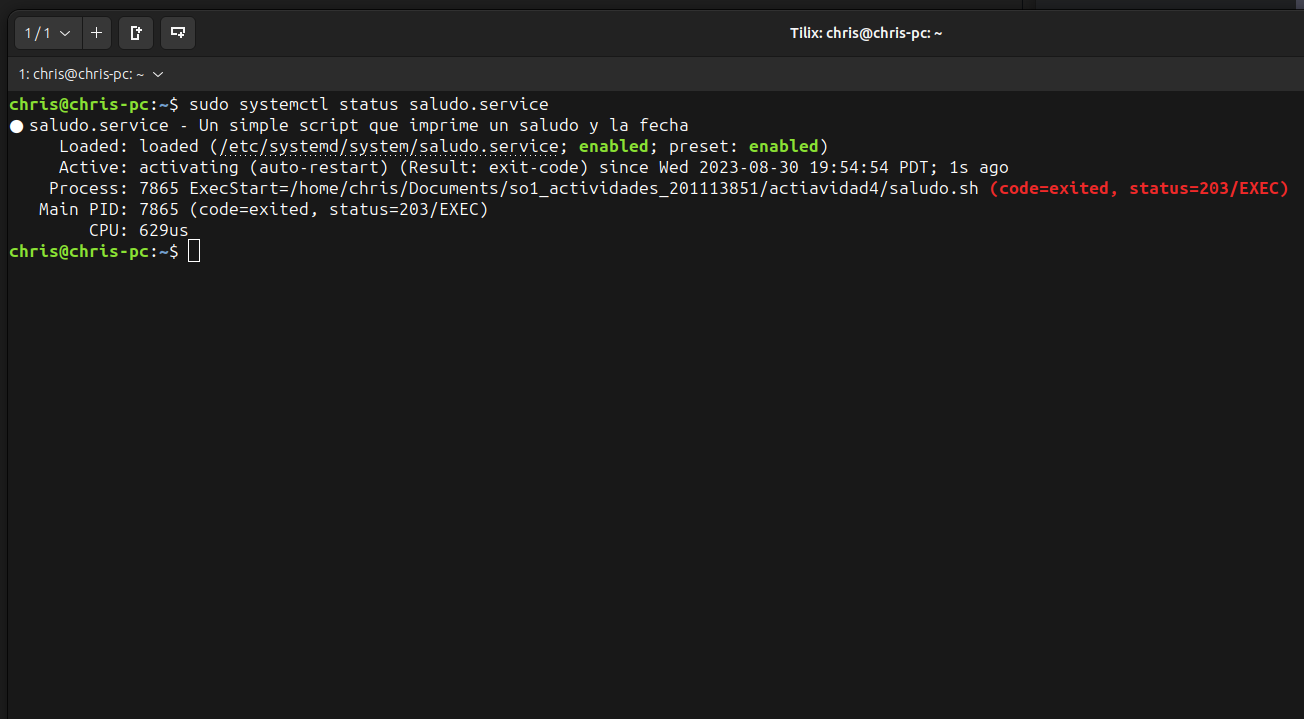 1 / 1
Tilix: chris@chris-pc: ~
1: chris@chris-pc: ~
chris@chris-pc:~$ sudo systemctl status saludo.service
● saludo.service - Un simple script que imprime un saludo y la fecha
Loaded: loaded (/etc/systemd/system/saludo.service; enabled; preset: enabled)
Active: activating (auto-restart) (Result: exit-code) since Wed 2023-08-30 19:54:54 PDT; 1s ago
Process: 7865 ExecStart=/home/chris/Documents/so1_actividades_201113851/actiavidad4/saludo.sh (code=exited, status=203/EXEC)
Main PID: 7865 (code=exited, status=203/EXEC)
CPU: 629us
chris@chris-pc:~$